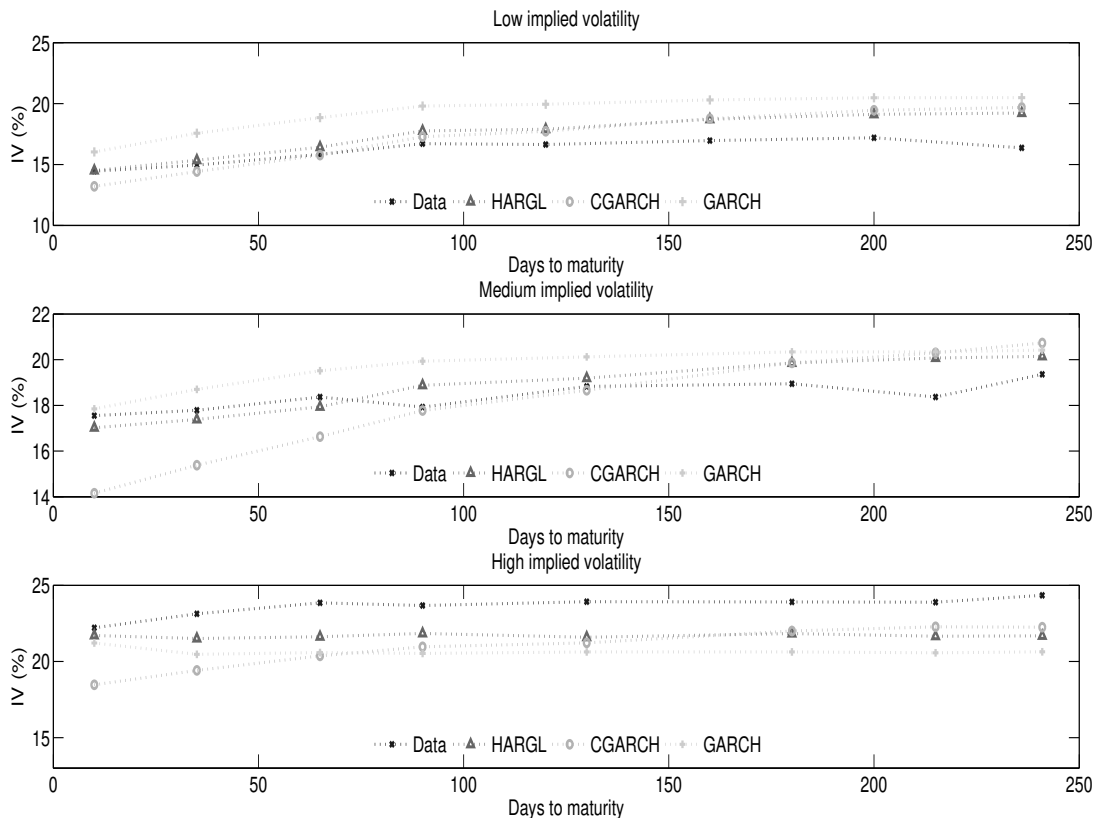 Low implied volatility
25
20
15
10
IV (%)
Data HARGL CGARCH GARCH
0 50 100 150 200 250
Days to maturity
Medium implied volatility
22
20
18
16
14
IV (%)
Data HARGL CGARCH GARCH
0 50 100 150 200 250
Days to maturity
High implied volatility
25
20
15
IV (%)
Data HARGL CGARCH GARCH
0 50 100 150 200 250
Days to maturity